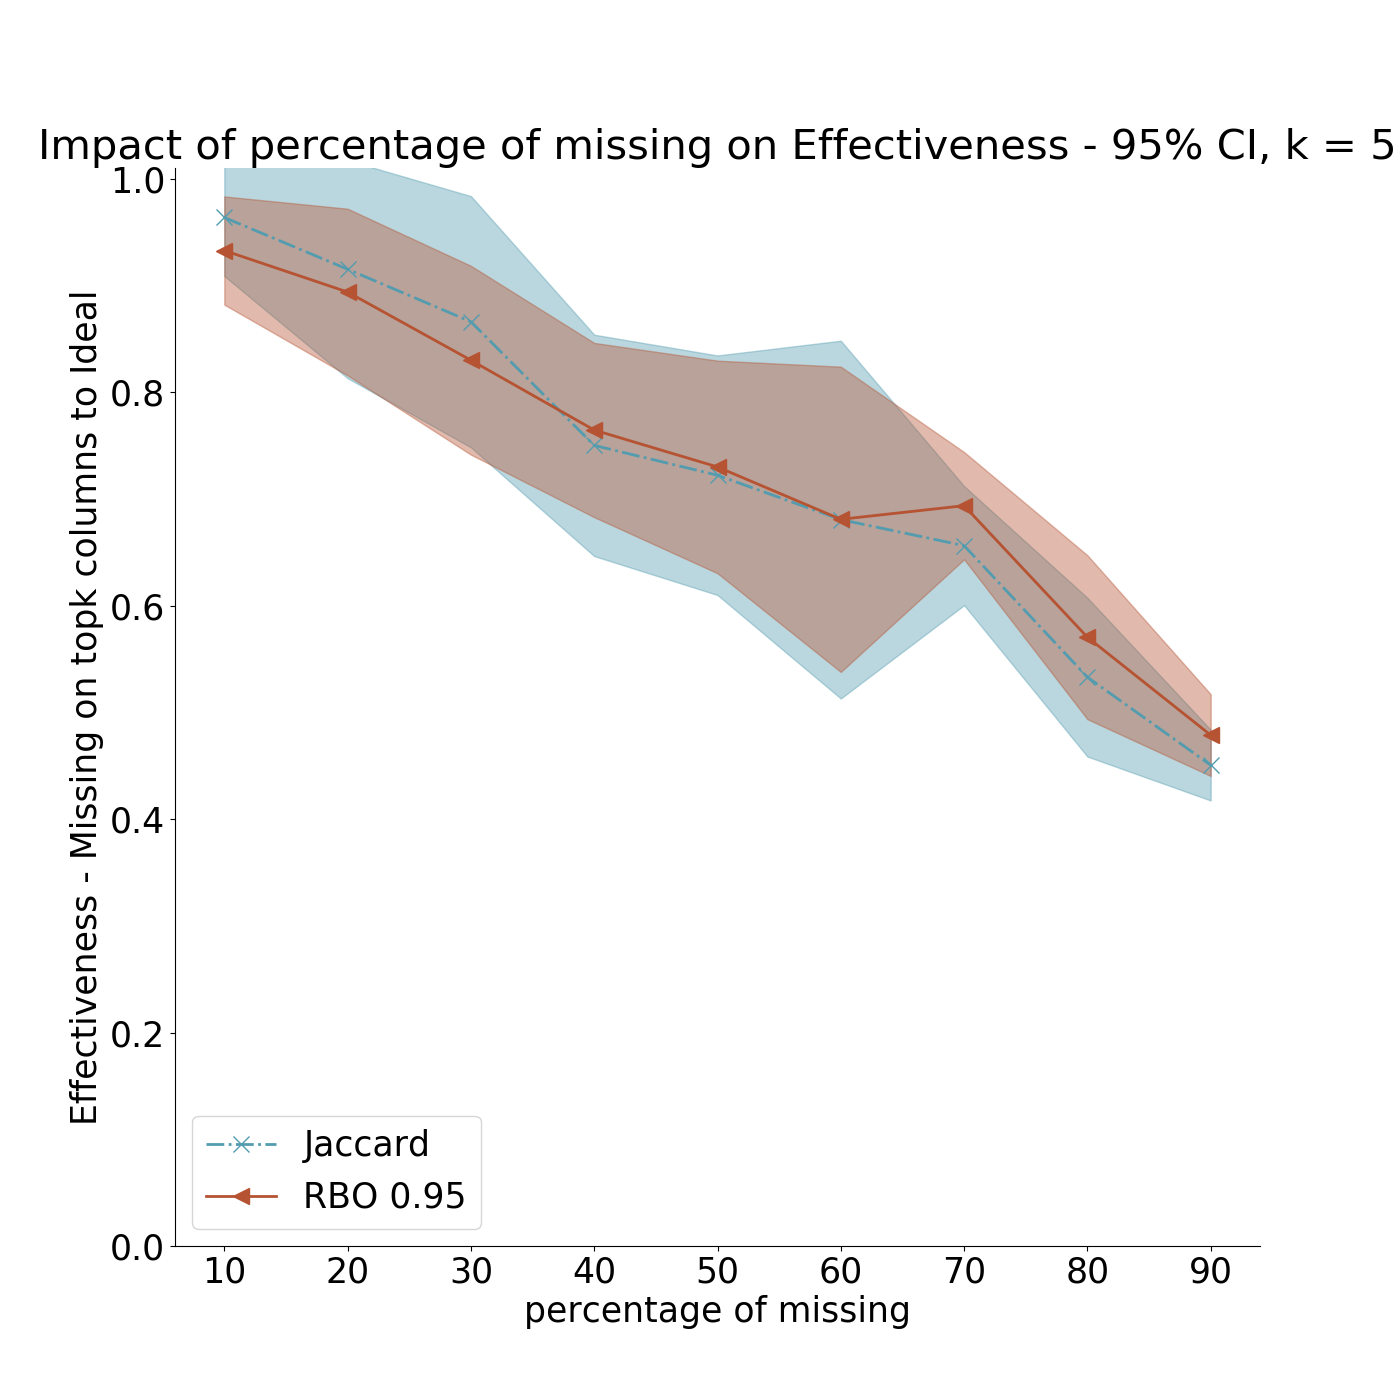 Impact of percentage of missing on Effectiveness - 95% CI, k = 5
Effectiveness - Missing on topk columns to Ideal
1.0
0.8
0.6
0.4
0.2
0.0
Jaccard
RBO 0.95
10 20 30 40 50 60 70 80 90
percentage of missing